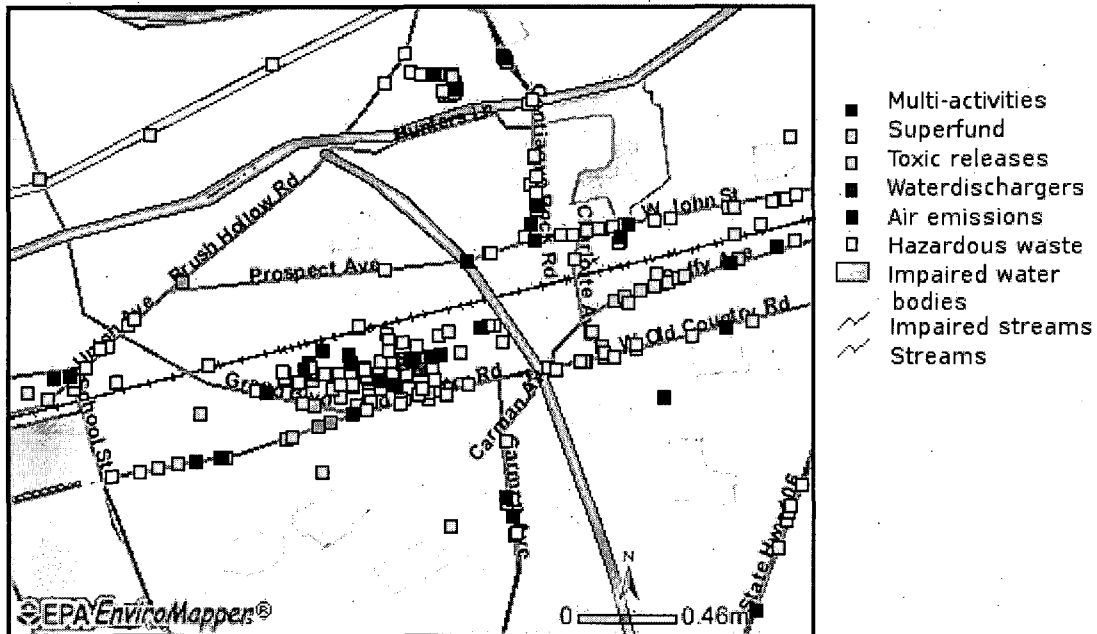 Hunters Ln
Brush Hollow Rd
Prospect Ave
Charlotte Av
W John St
Union Ave
School St
W Old Country Rd
Carman Av
State Hwy 106
N
EPA EnviroMapper®
0 0.46mi
Multi-activities
Superfund
Toxic releases
Waterdischargers
Air emissions
Hazardous waste
Impaired water
bodies
Impaired streams
Streams